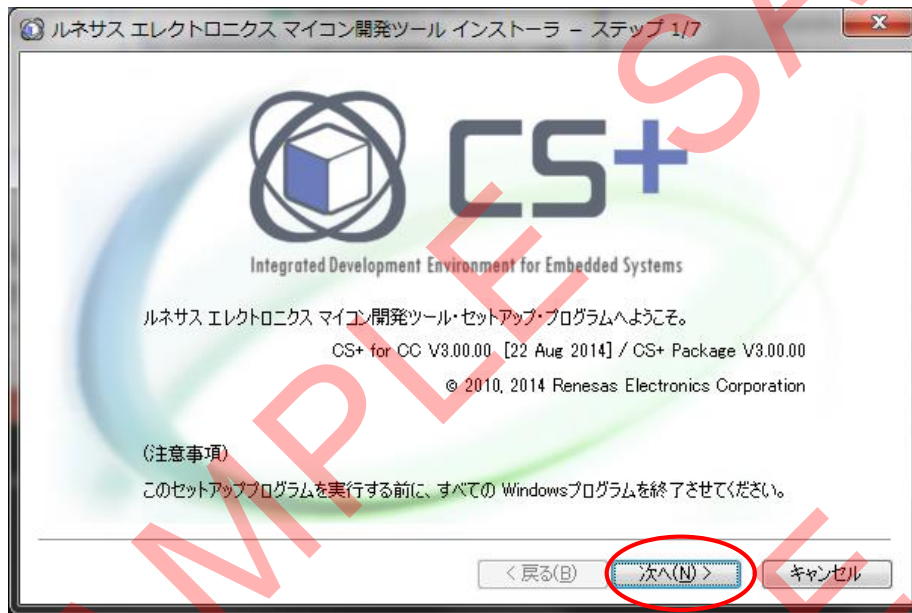 ルネサス エレクトロニクス マイコン開発ツール インストーラ － ステップ 1/7
CS+
Integrated Development Environment for Embedded Systems
ルネサス エレクトロニクス マイコン開発ツール・セットアップ・プログラムへようこそ。
CS+ for CC V3.00.00 [22 Aug 2014] / CS+ Package V3.00.00
© 2010, 2014 Renesas Electronics Corporation
(注意事項)
このセットアッププログラムを実行する前に、すべての Windowsプログラムを終了させてください。
< 戻る(B)
次へ(N) >
キャンセル
SAMPLE SA